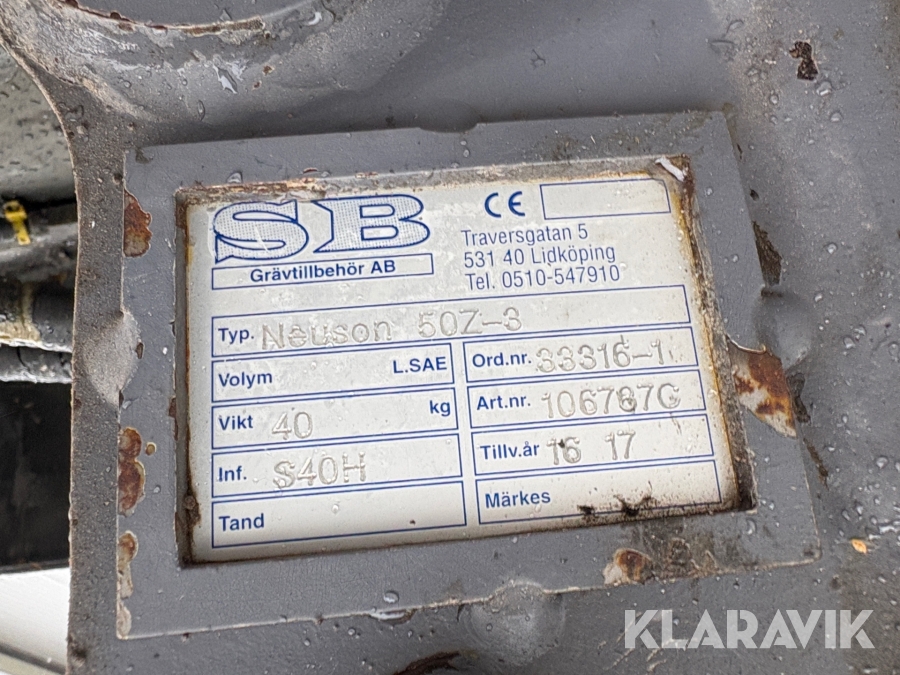 SB
Grävtillbehör AB
CE
Traversgatan 5
531 40 Lidköping
Tel. 0510-547910
Typ. Neuson 50Z-3
Volym L.SAE
Ord.nr. 33316-1
Vikt 40 kg
Art.nr. 106787C
Inf. S40H
Tillv.år 16 17
Tand
Märkes
KLARAVIK